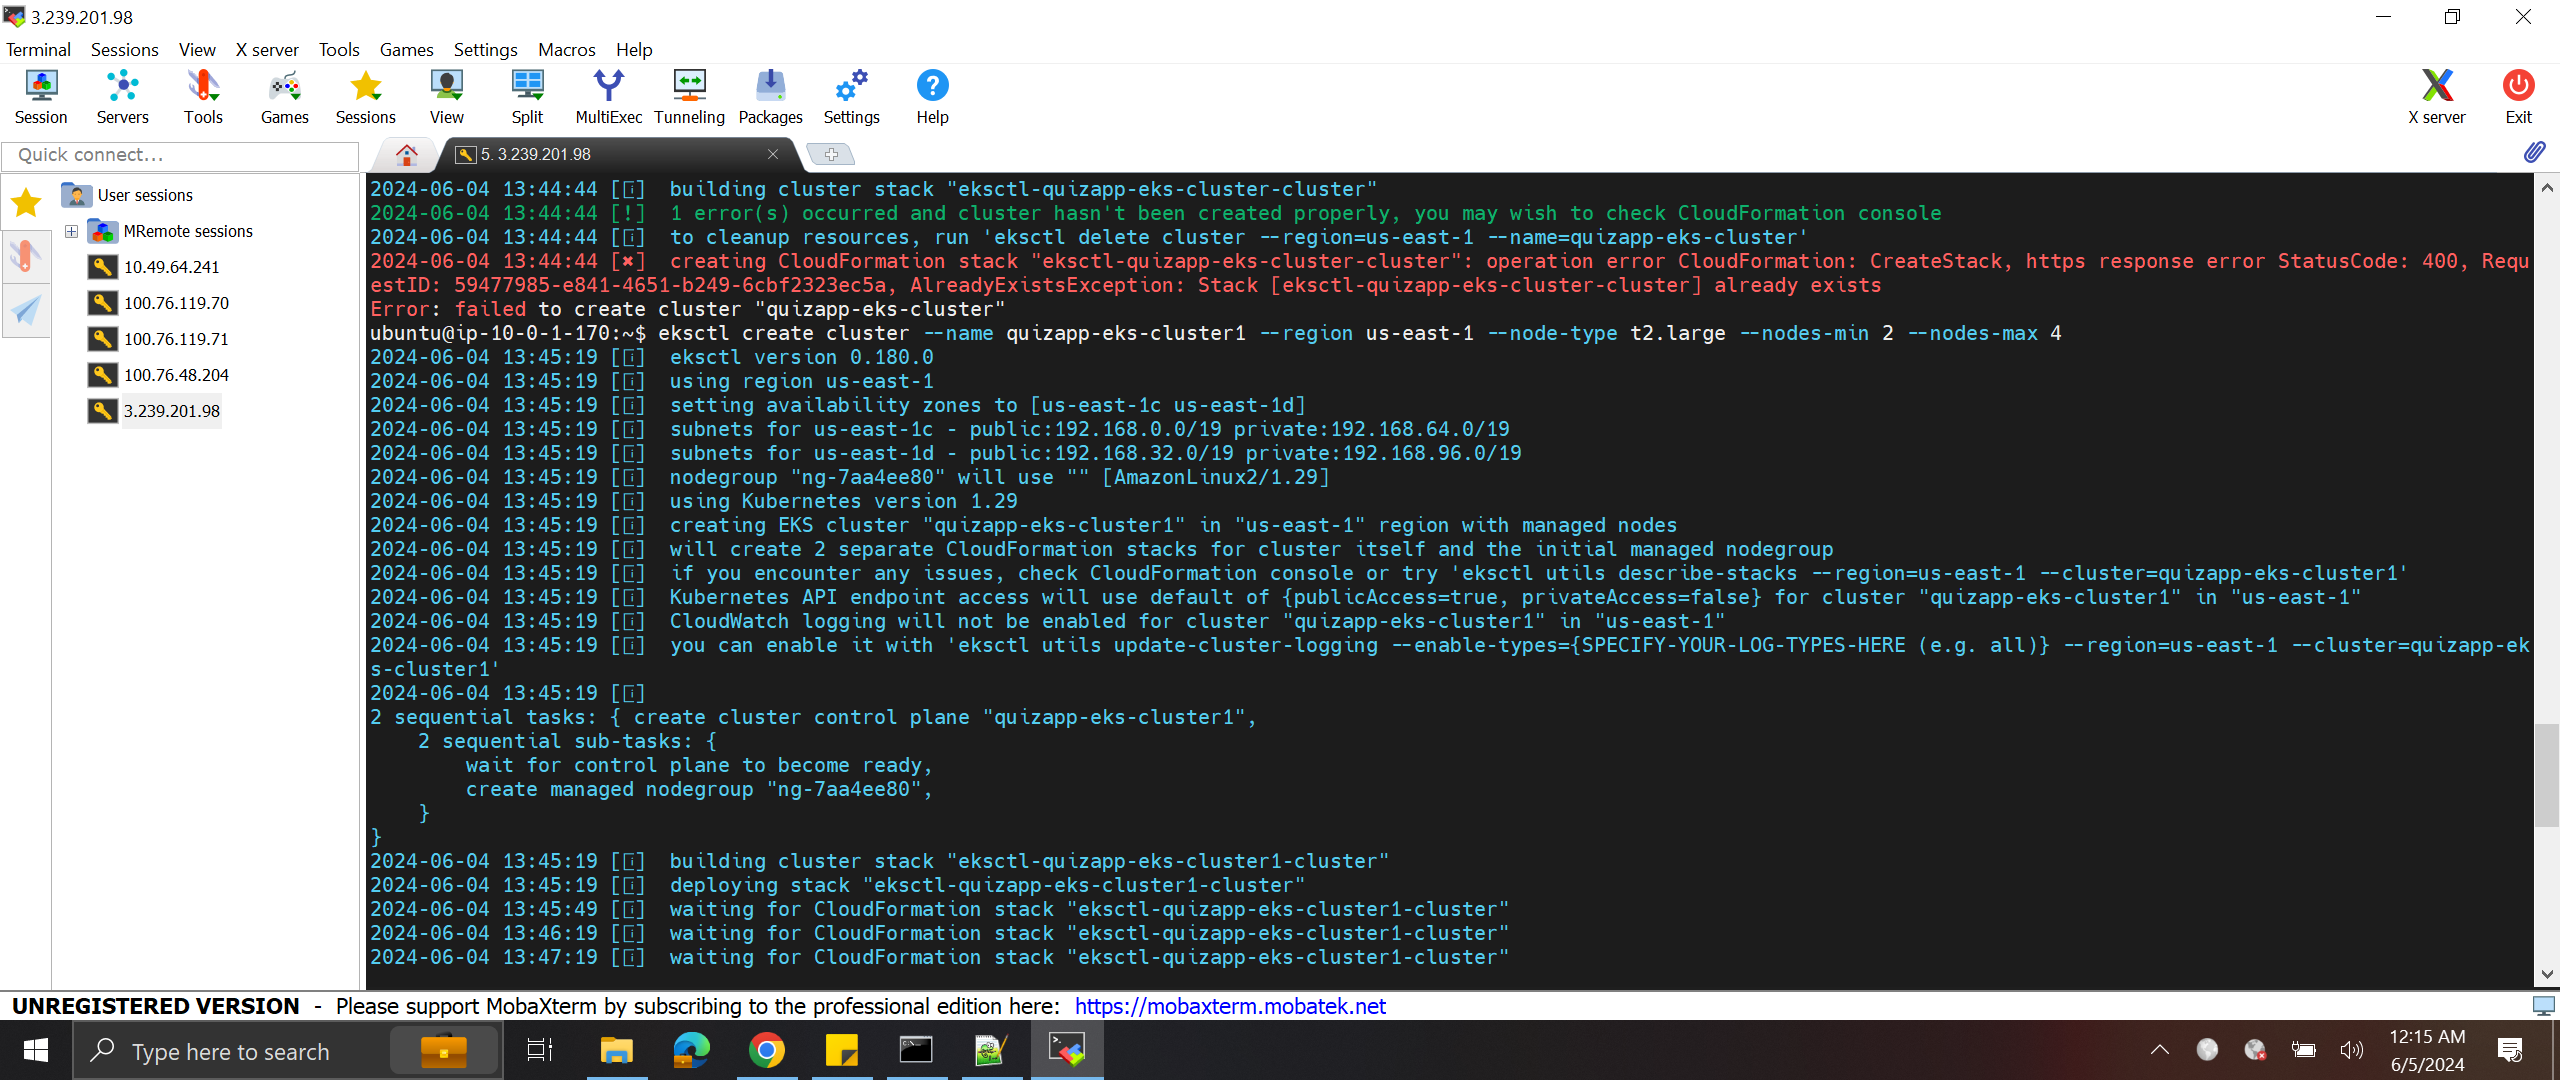 3.239.201.98
Terminal Sessions View X server Tools Games Settings Macros Help
Session Servers Tools Games Sessions View Split MultiExec Tunneling Packages Settings Help X server Exit
Quick connect...
5. 3.239.201.98
User sessions
MRemote sessions
10.49.64.241
100.76.119.70
100.76.119.71
100.76.48.204
3.239.201.98
2024-06-04 13:44:44 [i]  building cluster stack "eksctl-quizapp-eks-cluster-cluster"
2024-06-04 13:44:44 [!]  1 error(s) occurred and cluster hasn't been created properly, you may wish to check CloudFormation console
2024-06-04 13:44:44 [i]  to cleanup resources, run 'eksctl delete cluster --region=us-east-1 --name=quizapp-eks-cluster'
2024-06-04 13:44:44 [✖]  creating CloudFormation stack "eksctl-quizapp-eks-cluster-cluster": operation error CloudFormation: CreateStack, https response error StatusCode: 400, Requ
estID: 59477985-e841-4651-b249-6cbf2323ec5a, AlreadyExistsException: Stack [eksctl-quizapp-eks-cluster-cluster] already exists
Error: failed to create cluster "quizapp-eks-cluster"
ubuntu@ip-10-0-1-170:~$ eksctl create cluster --name quizapp-eks-cluster1 --region us-east-1 --node-type t2.large --nodes-min 2 --nodes-max 4
2024-06-04 13:45:19 [i]  eksctl version 0.180.0
2024-06-04 13:45:19 [i]  using region us-east-1
2024-06-04 13:45:19 [i]  setting availability zones to [us-east-1c us-east-1d]
2024-06-04 13:45:19 [i]  subnets for us-east-1c - public:192.168.0.0/19 private:192.168.64.0/19
2024-06-04 13:45:19 [i]  subnets for us-east-1d - public:192.168.32.0/19 private:192.168.96.0/19
2024-06-04 13:45:19 [i]  nodegroup "ng-7aa4ee80" will use "" [AmazonLinux2/1.29]
2024-06-04 13:45:19 [i]  using Kubernetes version 1.29
2024-06-04 13:45:19 [i]  creating EKS cluster "quizapp-eks-cluster1" in "us-east-1" region with managed nodes
2024-06-04 13:45:19 [i]  will create 2 separate CloudFormation stacks for cluster itself and the initial managed nodegroup
2024-06-04 13:45:19 [i]  if you encounter any issues, check CloudFormation console or try 'eksctl utils describe-stacks --region=us-east-1 --cluster=quizapp-eks-cluster1'
2024-06-04 13:45:19 [i]  Kubernetes API endpoint access will use default of {publicAccess=true, privateAccess=false} for cluster "quizapp-eks-cluster1" in "us-east-1"
2024-06-04 13:45:19 [i]  CloudWatch logging will not be enabled for cluster "quizapp-eks-cluster1" in "us-east-1"
2024-06-04 13:45:19 [i]  you can enable it with 'eksctl utils update-cluster-logging --enable-types={SPECIFY-YOUR-LOG-TYPES-HERE (e.g. all)} --region=us-east-1 --cluster=quizapp-ek
s-cluster1'
2024-06-04 13:45:19 [i]
2 sequential tasks: { create cluster control plane "quizapp-eks-cluster1",
    2 sequential sub-tasks: {
        wait for control plane to become ready,
        create managed nodegroup "ng-7aa4ee80",
    }
}
2024-06-04 13:45:19 [i]  building cluster stack "eksctl-quizapp-eks-cluster1-cluster"
2024-06-04 13:45:19 [i]  deploying stack "eksctl-quizapp-eks-cluster1-cluster"
2024-06-04 13:45:49 [i]  waiting for CloudFormation stack "eksctl-quizapp-eks-cluster1-cluster"
2024-06-04 13:46:19 [i]  waiting for CloudFormation stack "eksctl-quizapp-eks-cluster1-cluster"
2024-06-04 13:47:19 [i]  waiting for CloudFormation stack "eksctl-quizapp-eks-cluster1-cluster"
UNREGISTERED VERSION - Please support MobaXterm by subscribing to the professional edition here: https://mobaxterm.mobatek.net
Type here to search
12:15 AM
6/5/2024